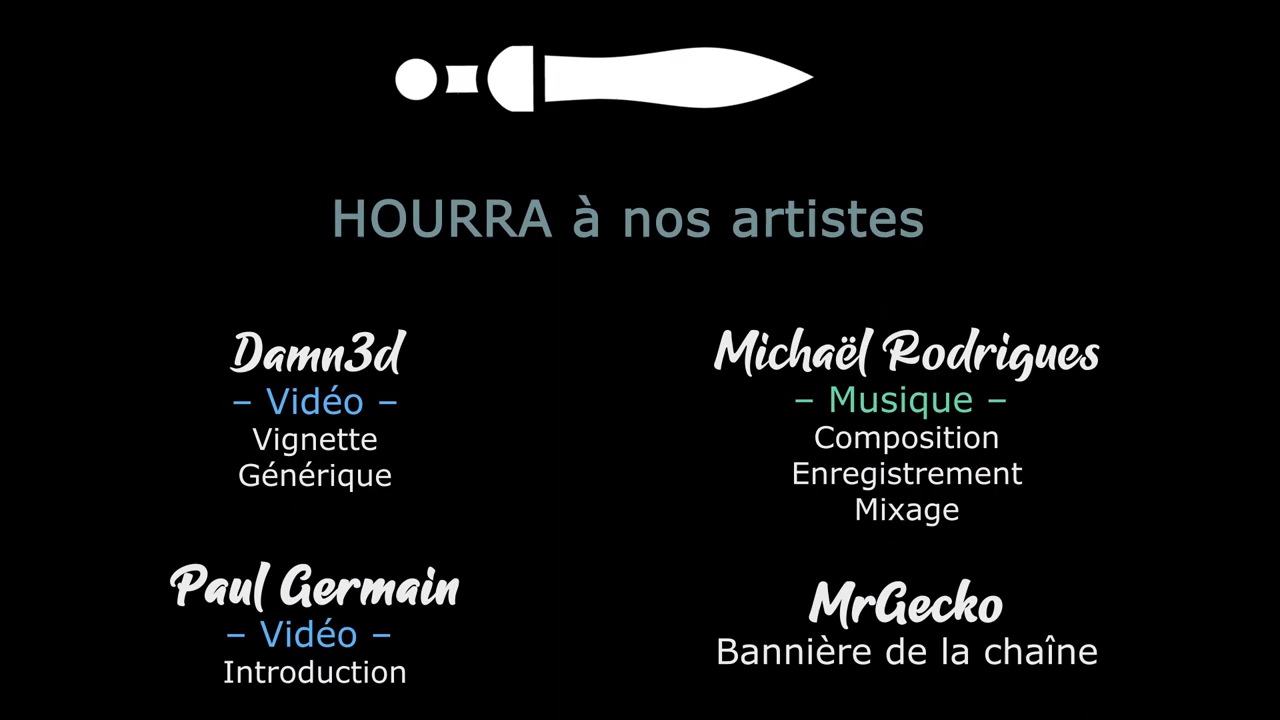 HOURRA à nos artistes
Damn3d
– Vidéo –
Vignette
Générique
Michaël Rodrigues
– Musique –
Composition
Enregistrement
Mixage
Paul Germain
– Vidéo –
Introduction
MrGecko
Bannière de la chaîne